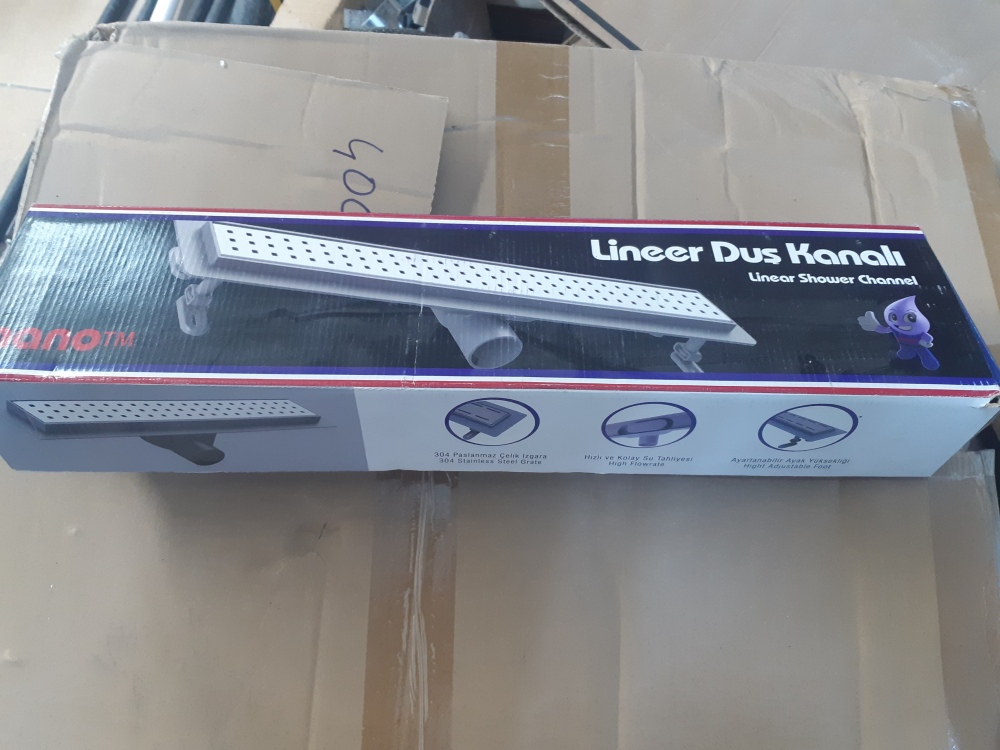 400
Lineer Duş Kanalı
Linear Shower Channel
nano™
304 Paslanmaz Çelik Izgara
304 Stainless Steel Grate
Hızlı ve Kolay Su Tahliyesi
High Flowrate
Ayarlanabilir Ayak Yüksekliği
Hight Adjustable Foot